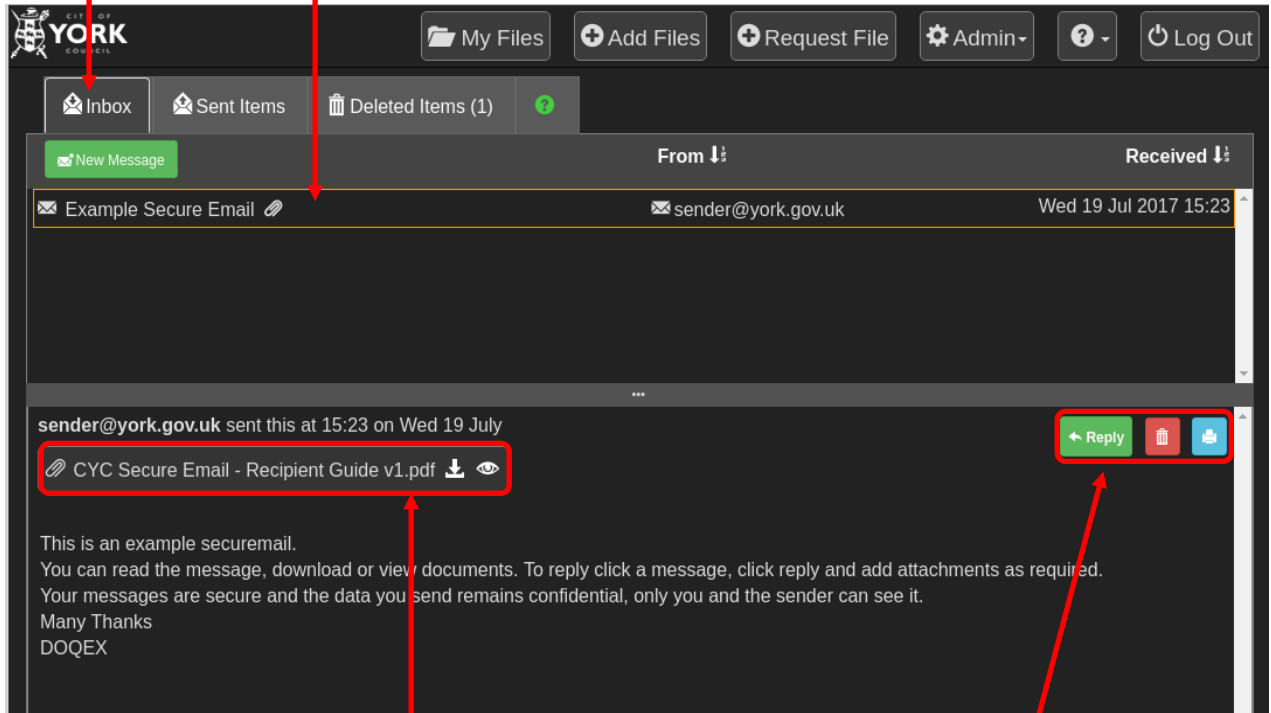 CITY OF
YORK
COUNCIL
My Files
Add Files
Request File
Admin
Log Out
Inbox
Sent Items
Deleted Items (1)
New Message
From
Received
Example Secure Email
sender@york.gov.uk
Wed 19 Jul 2017 15:23
sender@york.gov.uk sent this at 15:23 on Wed 19 July
Reply
CYC Secure Email - Recipient Guide v1.pdf
This is an example securemail.
You can read the message, download or view documents. To reply click a message, click reply and add attachments as required.
Your messages are secure and the data you send remains confidential, only you and the sender can see it.
Many Thanks
DOQEX